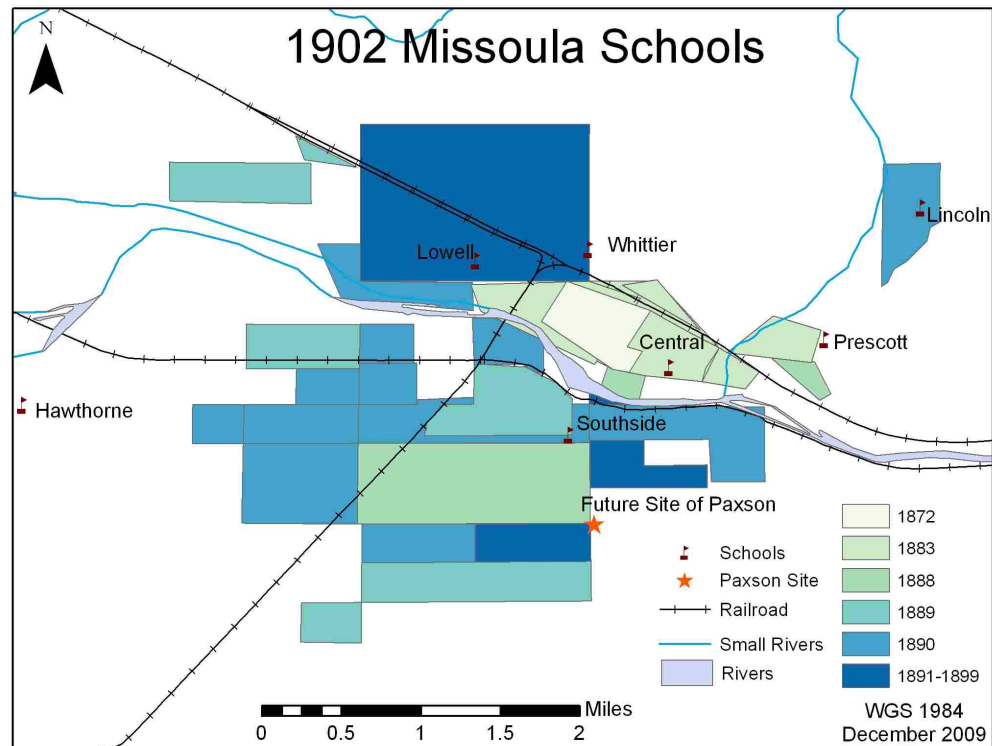 1902 Missoula Schools
N
Lincoln
Lowell
Whittier
Central
Prescott
Hawthorne
Southside
Future Site of Paxson
Schools
Paxson Site
Railroad
Small Rivers
Rivers
1872
1883
1888
1889
1890
1891-1899
Miles
0 0.5 1 2
WGS 1984
December 2009